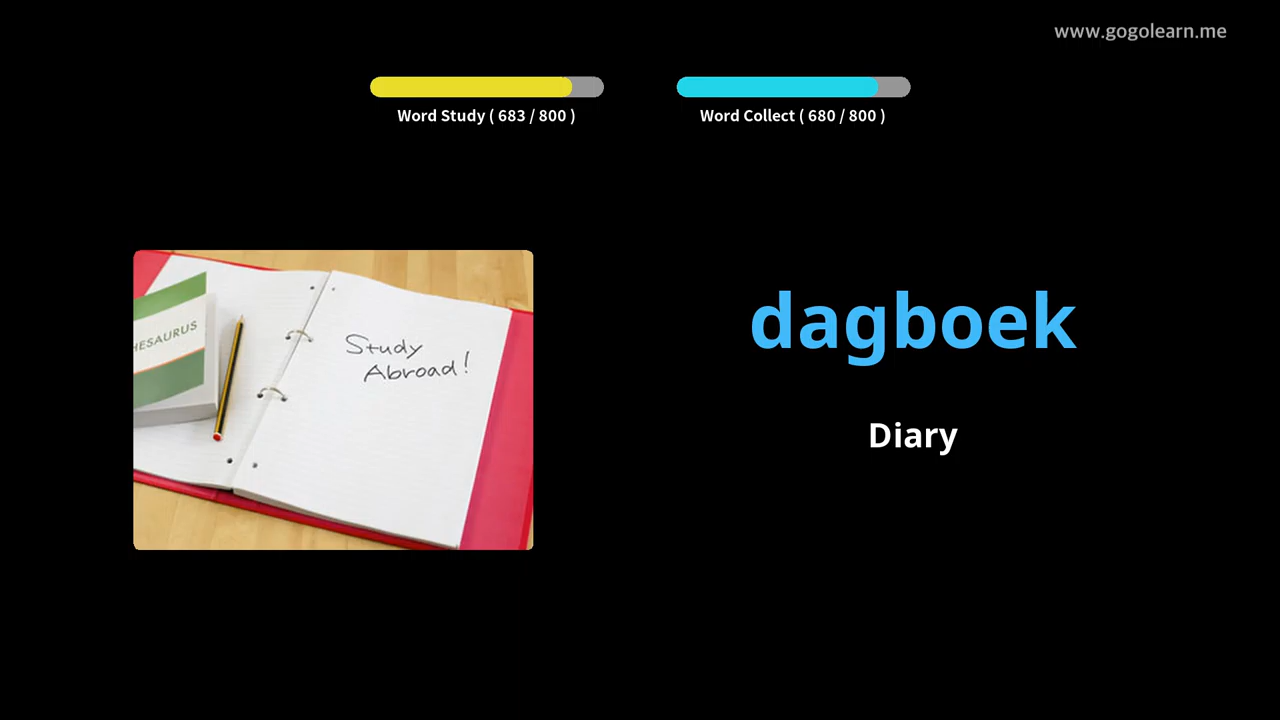 www.gogolearn.me
Word Study ( 683 / 800 )
Word Collect ( 680 / 800 )
HESAURUS
Study
Abroad!
dagboek
Diary